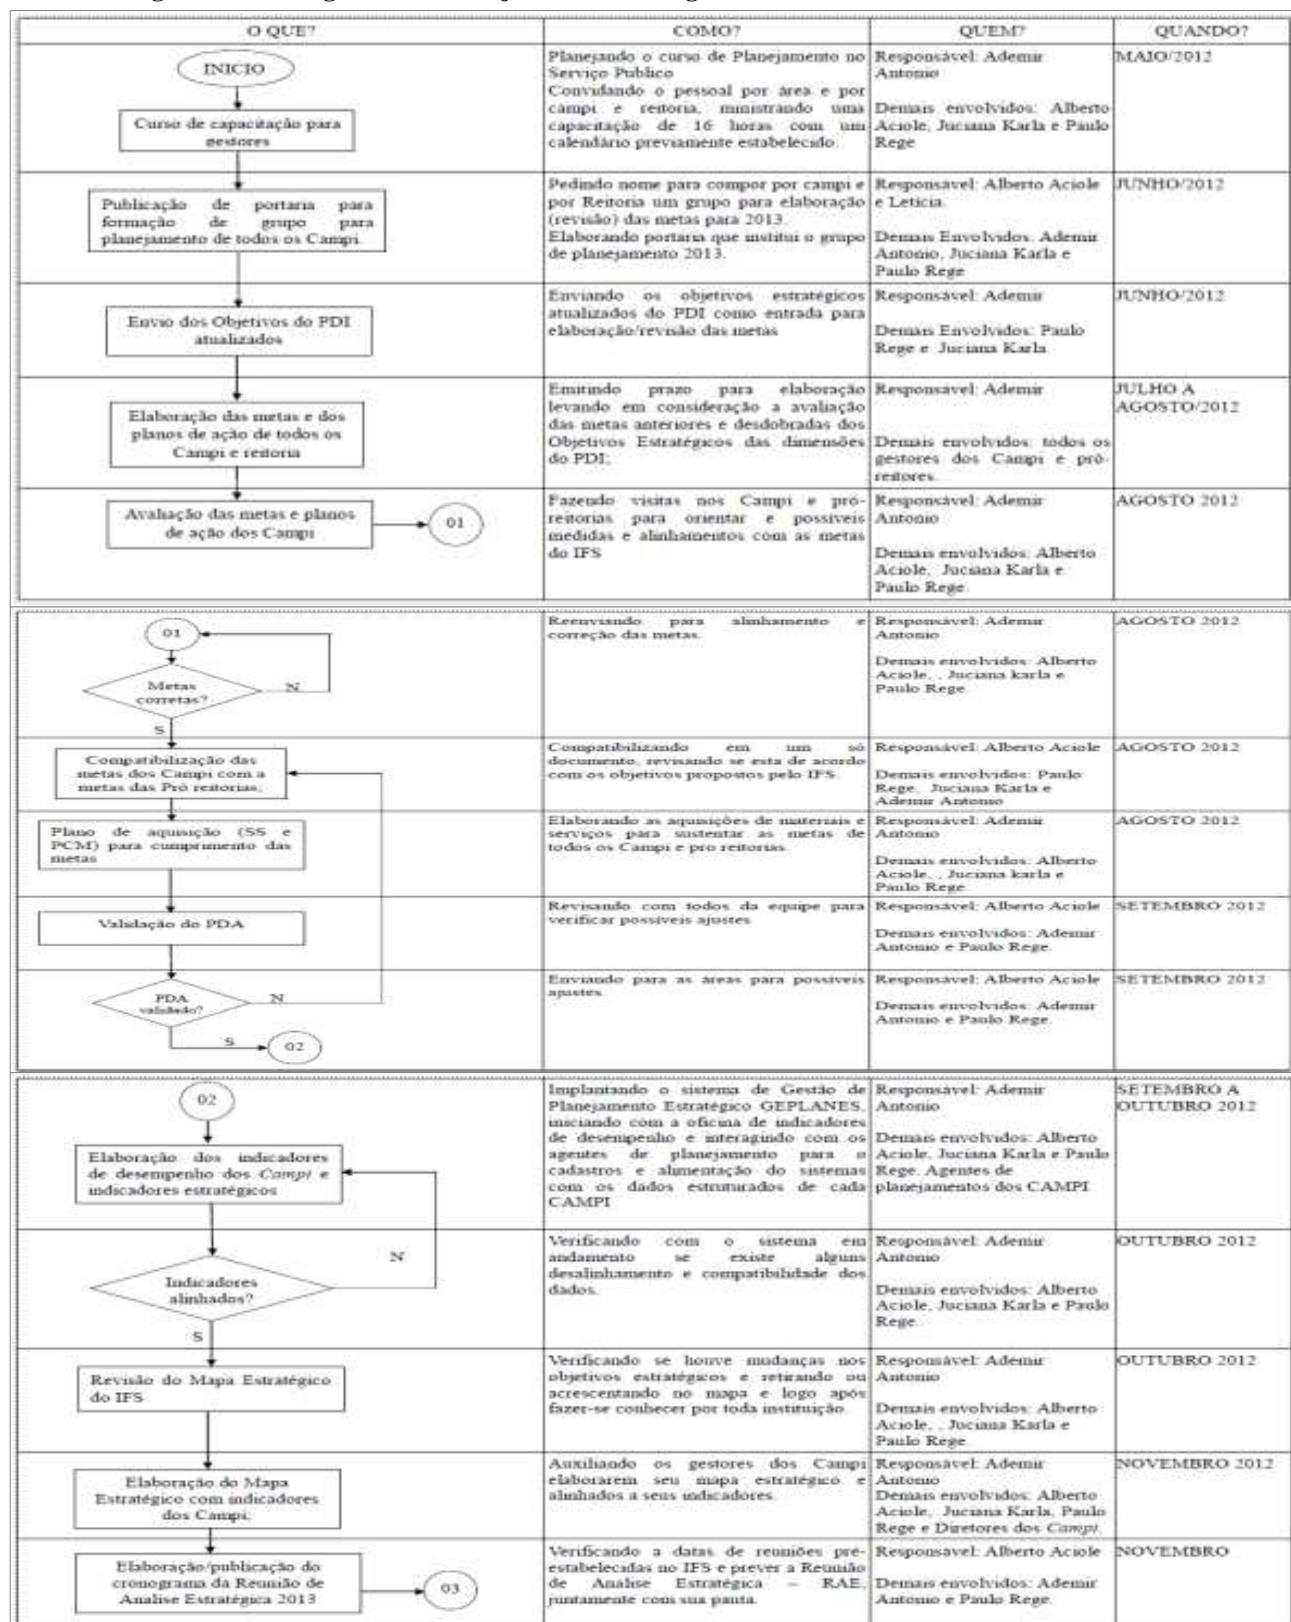 O QUE?
COMO?
QUEM?
QUANDO?
INICIO
Curso de capacitação para
gestores
Planejando o curso de Planejamento no
Serviço Publico
Convidando o pessoal por área e por
campi e reitoria, ministrando uma
capacitação de 16 horas com um
calendário previamente estabelecido.
Responsável: Ademir
Antonio
Demais envolvidos: Alberto
Aciole, Juciana Karla e Paulo
Rege
MAIO/2012
Publicação de portaria para
formação de grupo para
planejamento de todos os Campi.
Pedindo nome para compor por campi e
por Reitoria um grupo para elaboração
(revisão) das metas para 2013.
Elaborando portaria que institui o grupo
de planejamento 2013.
Responsável: Alberto Aciole
e Leticia.
Demais Envolvidos: Ademir
Antonio, Juciana Karla e
Paulo Rege
JUNHO/2012
Envio dos Objetivos do PDI
atualizados
Enviando os objetivos estratégicos
atualizados do PDI como entrada para
elaboração/revisão das metas
Responsável: Ademir
Demais Envolvidos: Paulo
Rege e Juciana Karla
JUNHO/2012
Elaboração das metas e dos
planos de ação de todos os
Campi e reitoria
Emitindo prazo para elaboração
levando em consideração a avaliação
das metas anteriores e desdobradas dos
Objetivos Estratégicos das dimensões
do PDI;
Responsável: Ademir
Demais envolvidos: todos os
gestores dos Campi e pró-
reitores.
JULHO A
AGOSTO/2012
Avaliação das metas e planos
de ação dos Campi
01
Fazendo visitas nos Campi e pró-
reitorias para orientar e possíveis
medidas e alinhamentos com as metas
do IFS
Responsável: Ademir
Antonio
Demais envolvidos: Alberto
Aciole, Juciana Karla e
Paulo Rege.
AGOSTO 2012
01
Metas
corretas?
N
S
Reenviando para alinhamento e
correção das metas.
Responsável: Ademir
Antonio
Demais envolvidos: Alberto
Aciole, , Juciana karla e
Paulo Rege.
AGOSTO 2012
Compatibilização das
metas dos Campi com a
metas das Pró reitorias;
Compatibilizando em um só
documento, revisando se esta de acordo
com os objetivos propostos pelo IFS.
Responsável: Alberto Aciole
Demais envolvidos: Paulo
Rege, Juciana Karla e
Ademir Antonio
AGOSTO 2012
Plano de aquisição (SS e
PCM) para cumprimento das
metas
Elaborando as aquisições de materiais e
serviços para sustentar as metas de
todos os Campi e pro reitorias.
Responsável: Ademir
Antonio
Demais envolvidos: Alberto
Aciole, , Juciana karla e
Paulo Rege.
AGOSTO 2012
Validação do PDA
Revisando com todos da equipe para
verificar possíveis ajustes
Responsável: Alberto Aciole
Demais envolvidos: Ademir
Antonio e Paulo Rege.
SETEMBRO 2012
PDA
validado?
N
S
02
Enviando para as áreas para possíveis
ajustes.
Responsável: Alberto Aciole
Demais envolvidos: Ademir
Antonio e Paulo Rege.
SETEMBRO 2012
02
Elaboração dos indicadores
de desempenho dos Campi e
indicadores estratégicos
Implantando o sistema de Gestão de
Planejamento Estratégico GEPLANES,
iniciando com a oficina de indicadores
de desempenho e interagindo com os
agentes de planejamento para o
cadastros e alimentação do sistemas
com os dados estruturados de cada
CAMPI
Responsável: Ademir
Antonio
Demais envolvidos: Alberto
Aciole, Juciana Karla e Paulo
Rege. Agentes de
planejamentos dos CAMPI
SETEMBRO A
OUTUBRO 2012
Indicadores
alinhados?
N
S
Verificando com o sistema em
andamento se existe alguns
desalinhamento e compatibilidade dos
dados.
Responsável: Ademir
Antonio
Demais envolvidos: Alberto
Aciole, Juciana Karla e Paulo
Rege.
OUTUBRO 2012
Revisão do Mapa Estratégico
do IFS
Verificando se houve mudanças nos
objetivos estratégicos e retirando ou
acrescentando no mapa e logo após
fazer-se conhecer por toda instituição.
Responsável: Ademir
Antonio
Demais envolvidos: Alberto
Aciole, , Juciana Karla e
Paulo Rege.
OUTUBRO 2012
Elaboração do Mapa
Estratégico com indicadores
dos Campi;
Auxiliando os gestores dos Campi
elaborarem seu mapa estratégico e
alinhados a seus indicadores.
Responsável: Ademir
Antonio
Demais envolvidos: Alberto
Aciole, Juciana Karla, Paulo
Rege e Diretores dos Campi.
NOVEMBRO 2012
Elaboração/publicação do
cronograma da Reunião de
Analise Estratégica 2013
03
Verificando a datas de reuniões pré-
estabelecidas no IFS e prever a Reunião
de Analise Estratégica – RAE,
juntamente com sua pauta.
Responsável: Alberto Aciole
Demais envolvidos: Ademir
Antonio e Paulo Rege.
NOVEMBRO